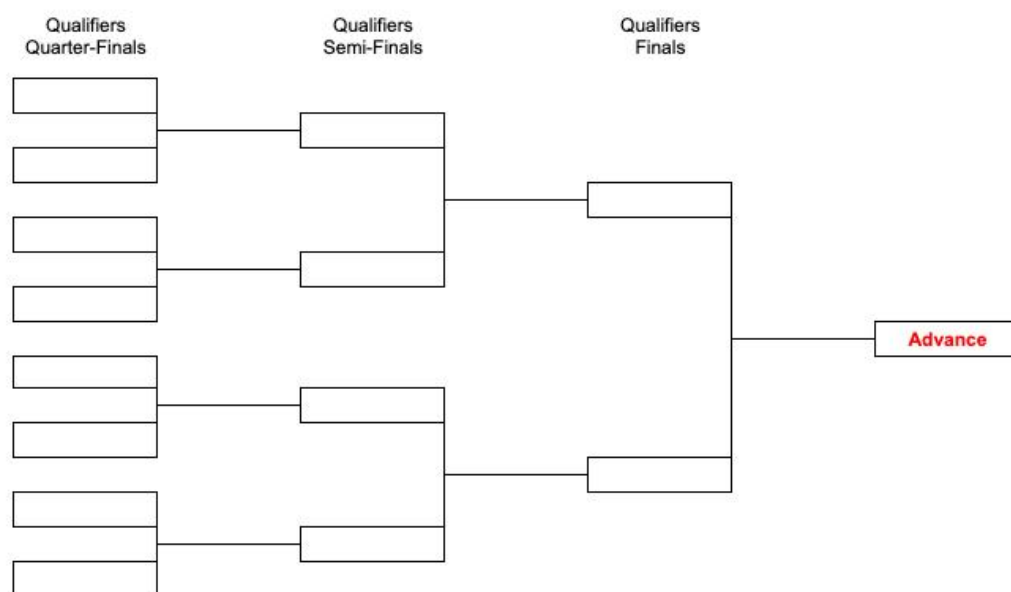 Qualifiers
Quarter-Finals
Qualifiers
Semi-Finals
Qualifiers
Finals
Advance